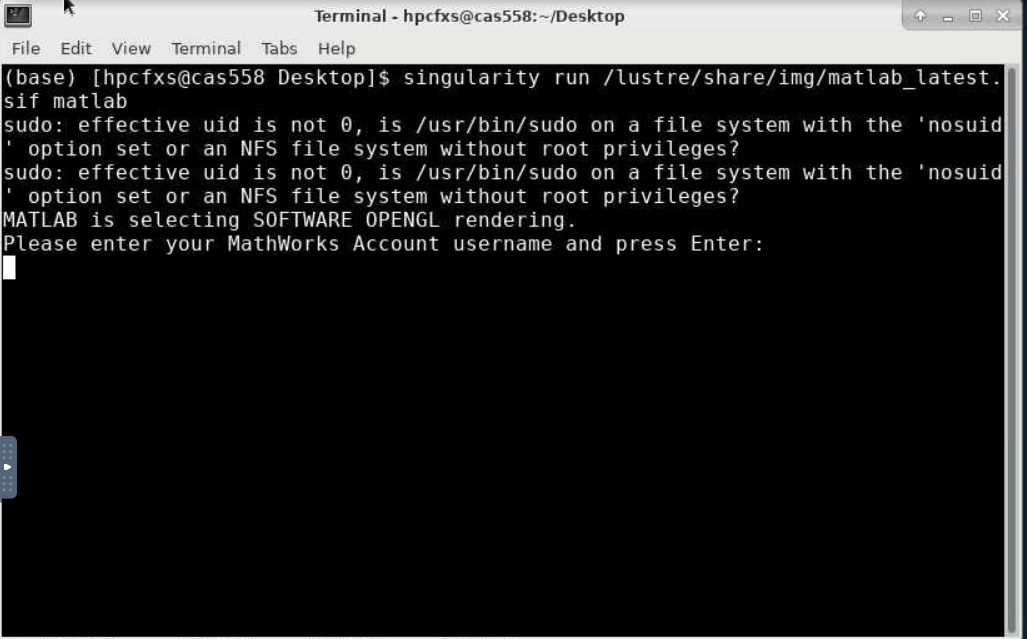 Terminal - hpcfxs@cas558:~/Desktop
File Edit View Terminal Tabs Help
(base) [hpcfxs@cas558 Desktop]$ singularity run /lustre/share/img/matlab_latest.
sif matlab
sudo: effective uid is not 0, is /usr/bin/sudo on a file system with the 'nosuid
' option set or an NFS file system without root privileges?
sudo: effective uid is not 0, is /usr/bin/sudo on a file system with the 'nosuid
' option set or an NFS file system without root privileges?
MATLAB is selecting SOFTWARE OPENGL rendering.
Please enter your MathWorks Account username and press Enter: